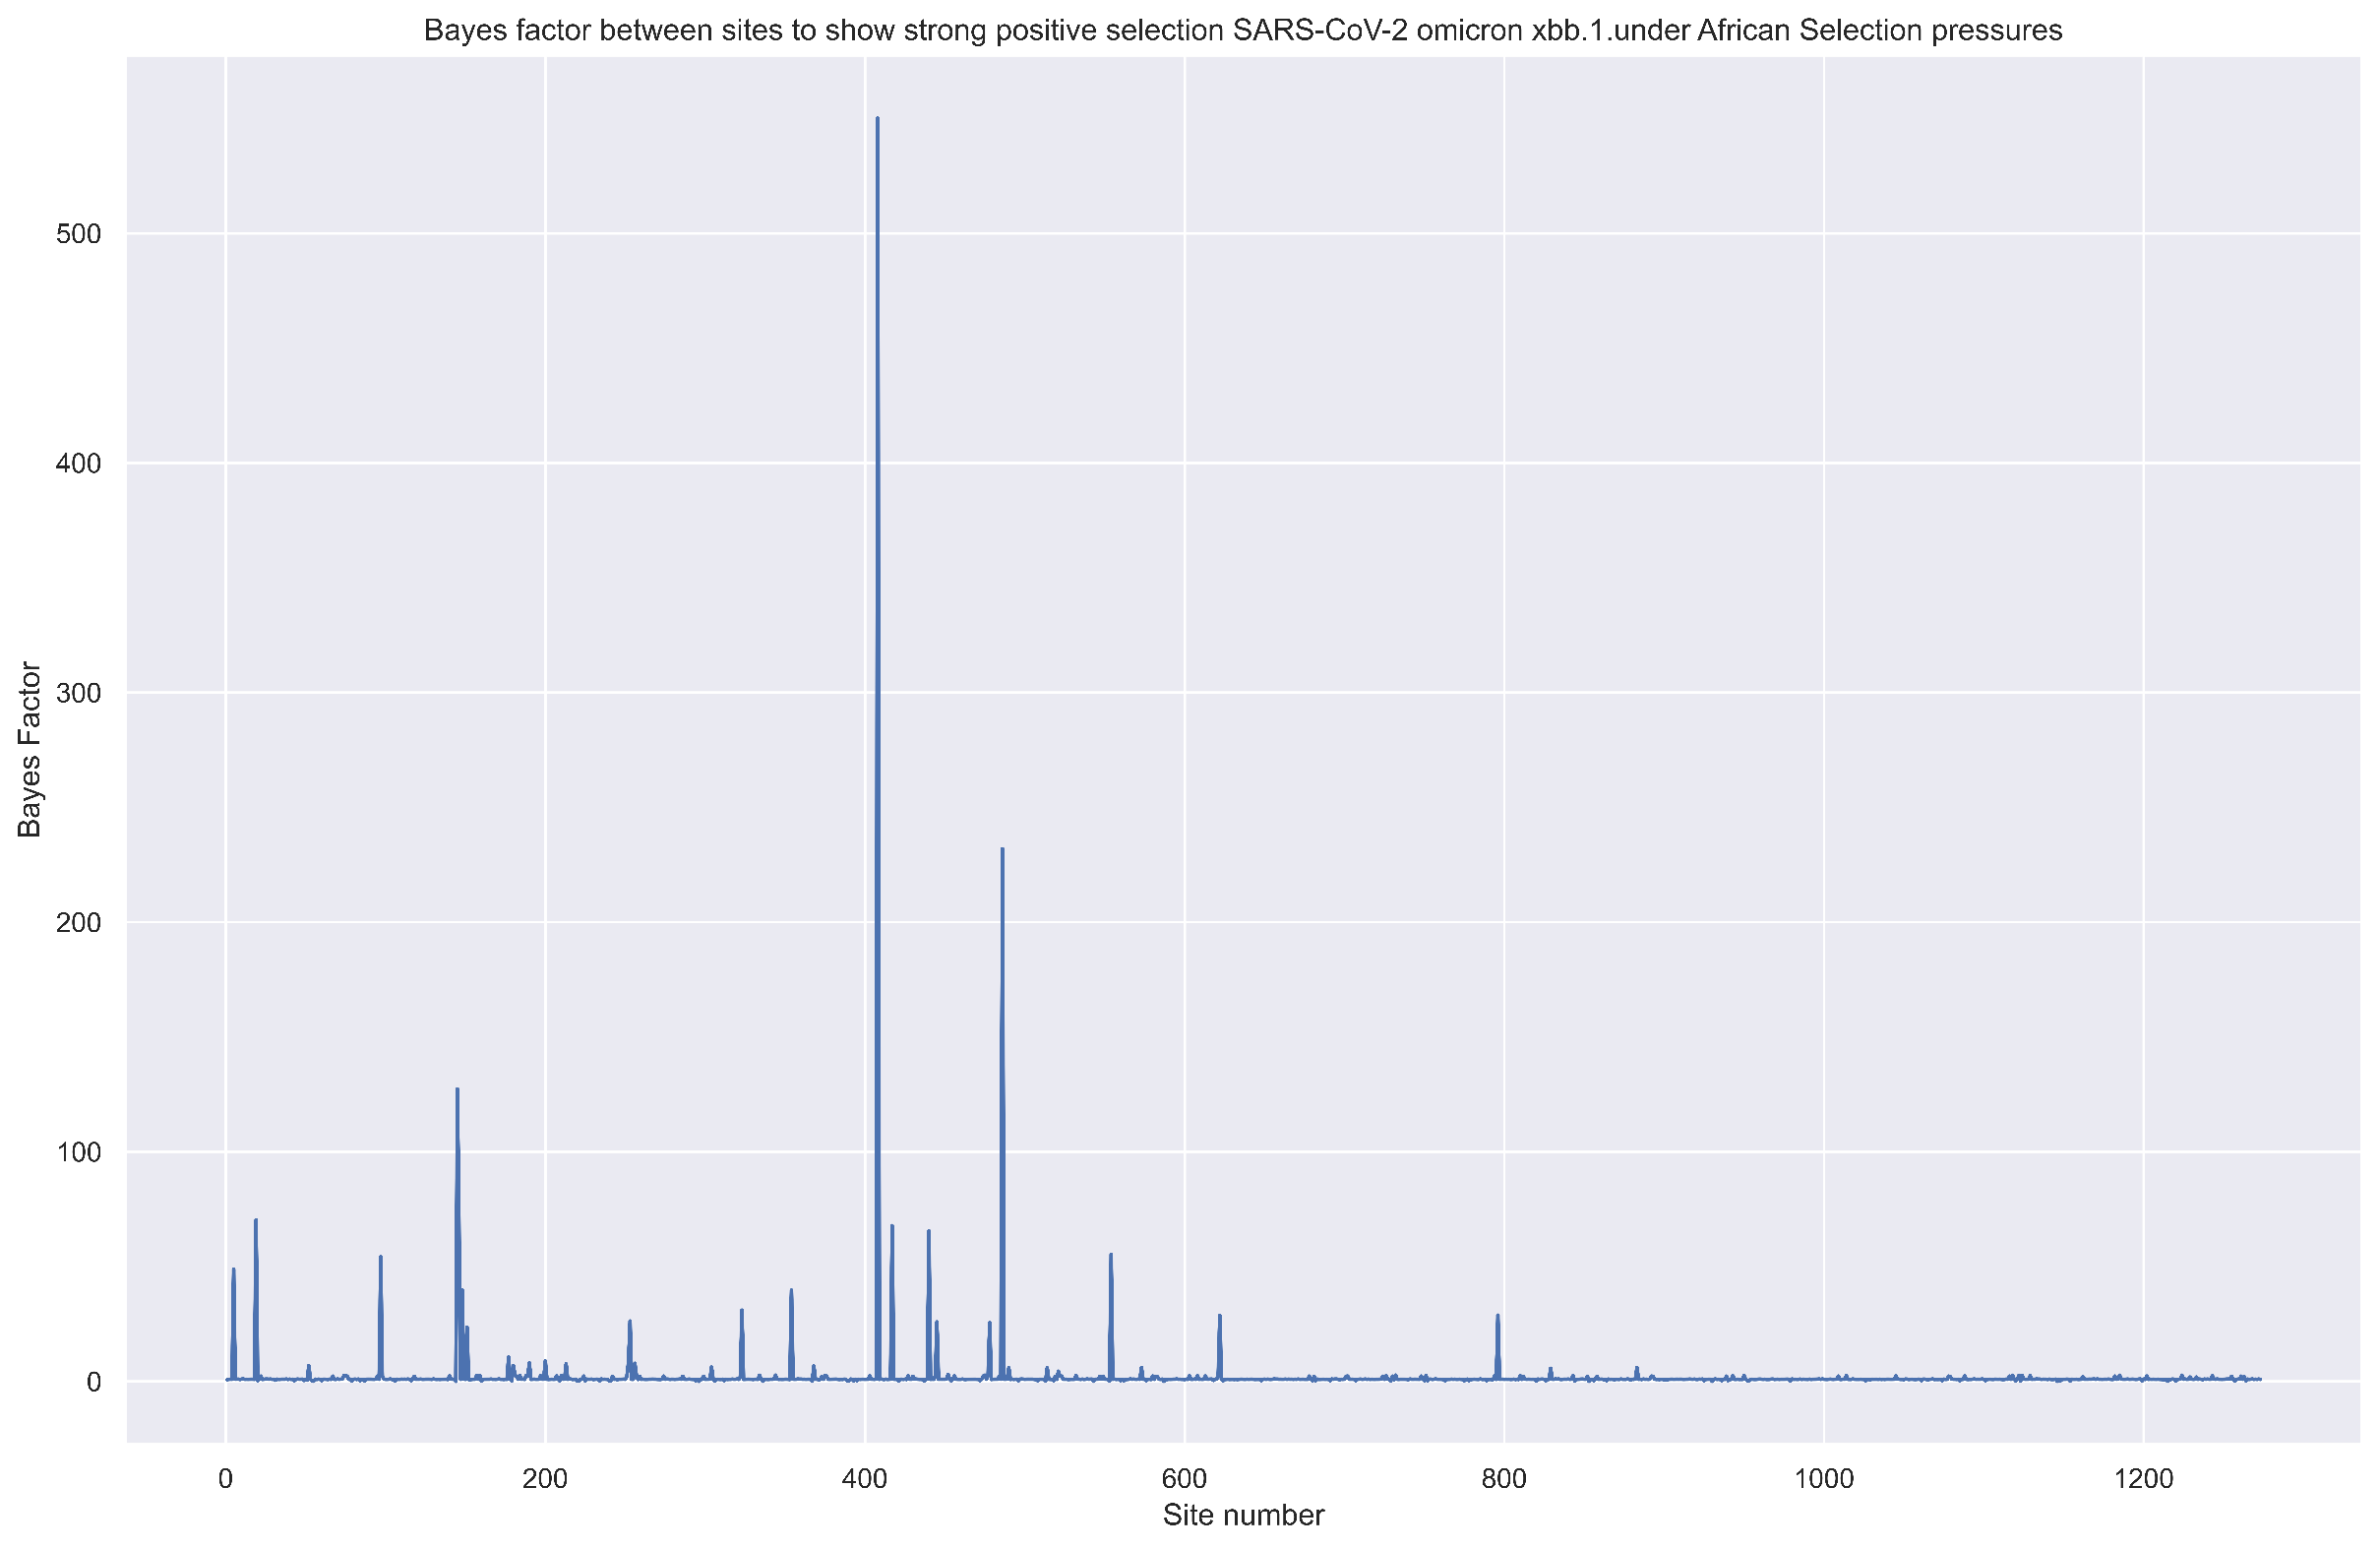 Bayes factor between sites to show strong positive selection SARS-CoV-2 omicron xbb.1.under African Selection pressures
Bayes Factor
500
400
300
200
100
0
0 200 400 600 800 1000 1200
Site number